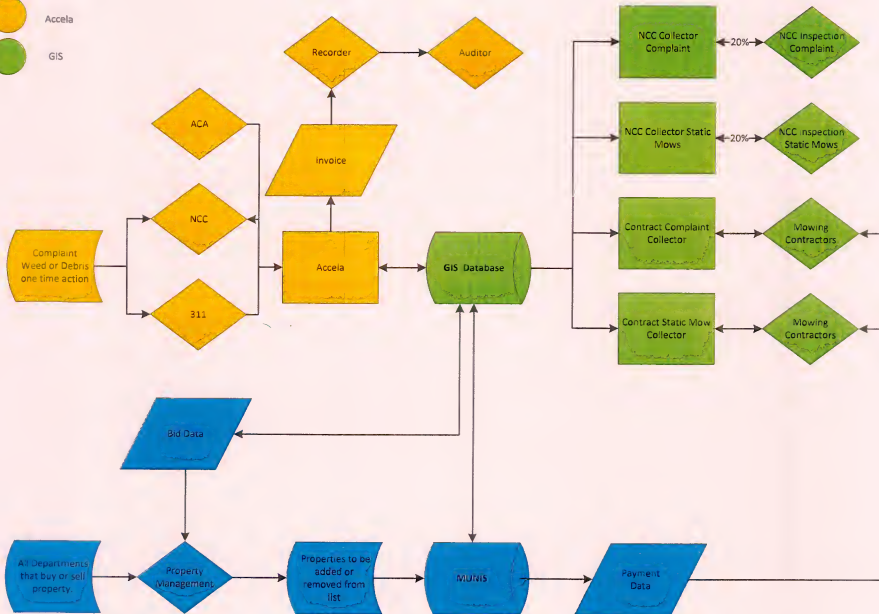 Accela
GIS
Recorder
Auditor
NCC Collector
Complaint
20%
NCC Inspection
Complaint
ACA
Invoice
NCC Collector Static
Mows
20%
NCC Inspection
Static Mows
NCC
Complaint
Weed or Debris
one time action
Accela
GIS Database
Contract Complaint
Collector
Mowing
Contractors
311
Contract Static Mow
Collector
Mowing
Contractors
Bid Data
All Departments
that buy or sell
property.
Property
Management
Properties to be
added or
removed from
list
MUNIS
Payment
Data